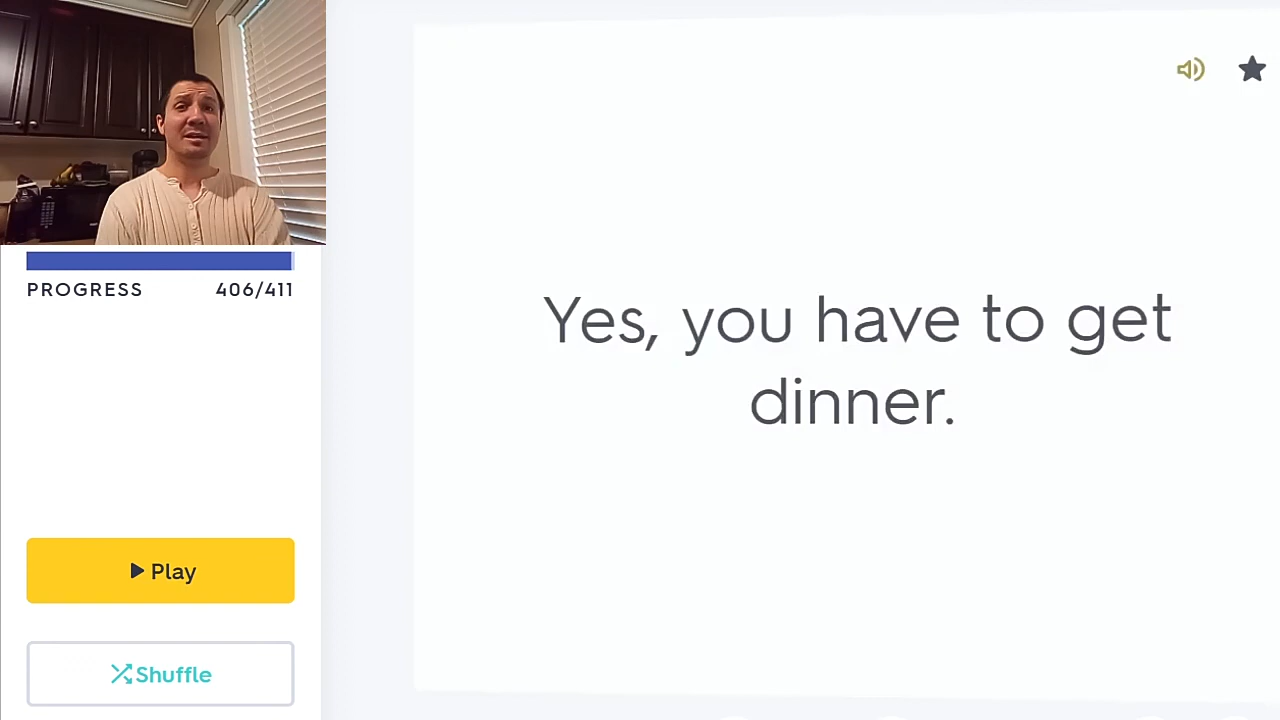 PROGRESS 406/411
Play
Shuffle
Yes, you have to get
dinner.